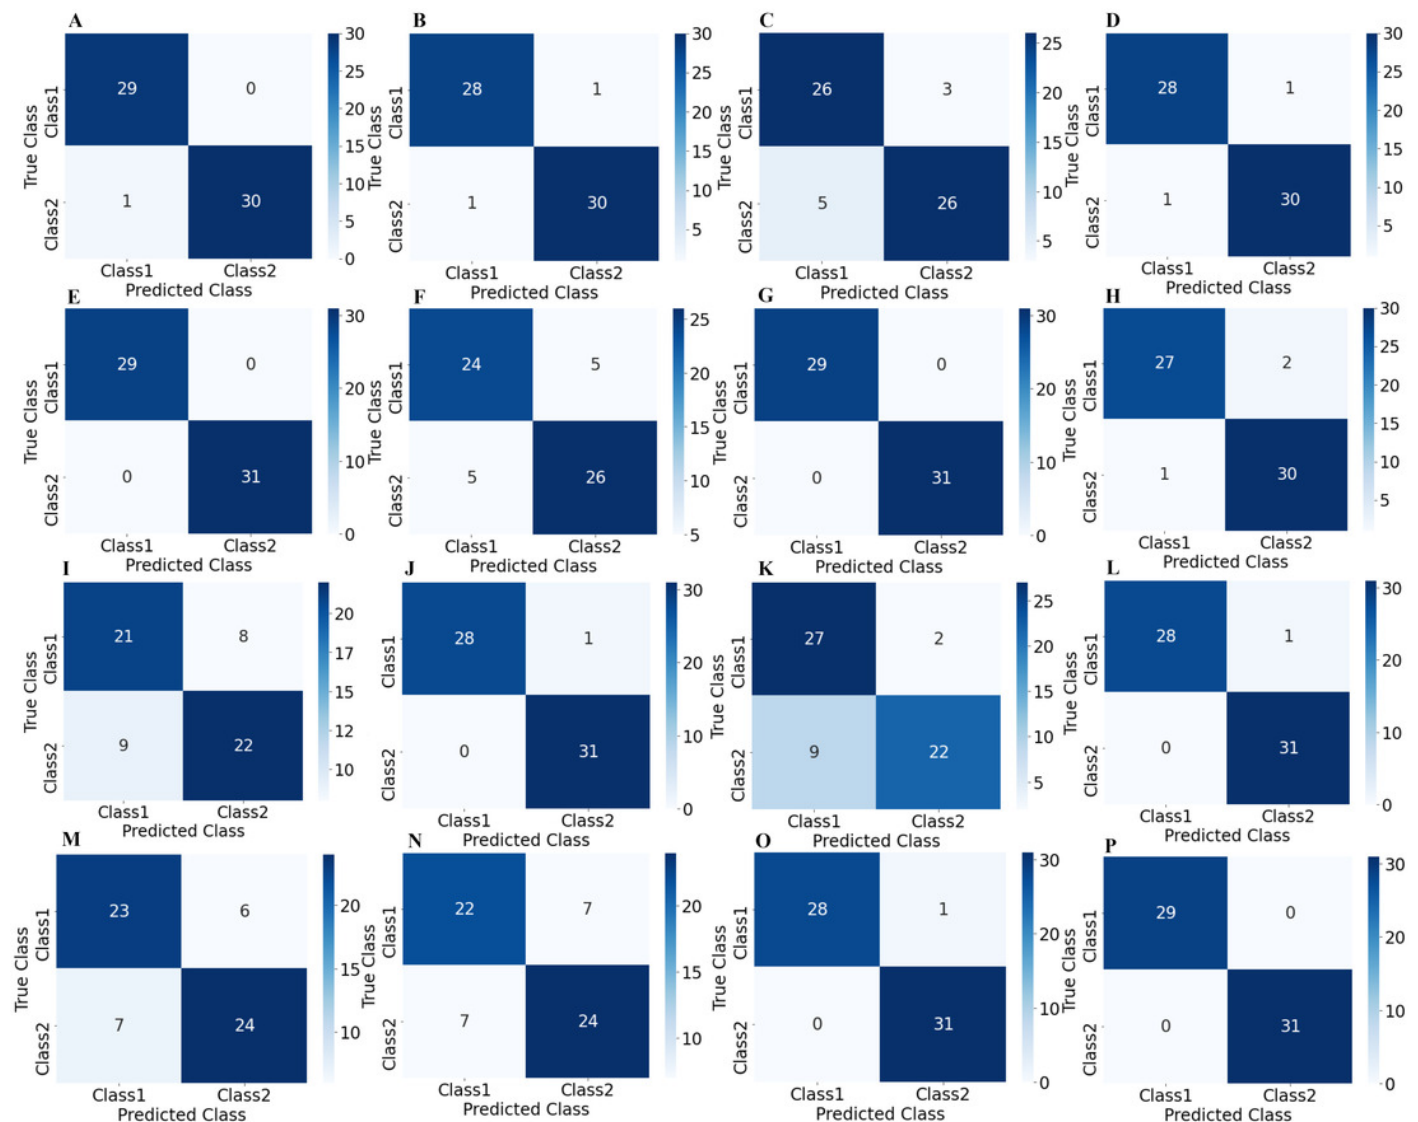 A
True Class
Class1
Class2
29 0
1 30
Class1 Class2
Predicted Class
30
25
20
15
10
5
0
B
True Class
Class1
Class2
28 1
1 30
Class1 Class2
Predicted Class
30
25
20
15
10
5
C
True Class
Class1
Class2
26 3
5 26
Class1 Class2
Predicted Class
25
20
15
10
5
D
True Class
Class1
Class2
28 1
1 30
Class1 Class2
Predicted Class
30
25
20
15
10
5
E
True Class
Class1
Class2
29 0
0 31
Class1 Class2
Predicted Class
30
20
10
0
F
True Class
Class1
Class2
24 5
5 26
Class1 Class2
Predicted Class
25
20
15
10
5
G
True Class
Class1
Class2
29 0
0 31
Class1 Class2
Predicted Class
30
20
10
0
H
True Class
Class1
Class2
27 2
1 30
Class1 Class2
Predicted Class
30
25
20
15
10
5
I
True Class
Class1
Class2
21 8
9 22
Class1 Class2
Predicted Class
20
17
15
12
10
J
Class1
Class2
28 1
0 31
Class1 Class2
Predicted Class
30
20
10
0
K
True Class
Class1
Class2
27 2
9 22
Class1 Class2
Predicted Class
25
20
15
10
5
L
True Class
Class1
Class2
28 1
0 31
Class1 Class2
Predicted Class
30
20
10
0
M
True Class
Class1
Class2
23 6
7 24
Class1 Class2
Predicted Class
20
15
10
N
True Class
Class1
Class2
22 7
7 24
Class1 Class2
Predicted Class
20
15
10
O
True Class
Class1
Class2
28 1
0 31
Class1 Class2
Predicted Class
30
20
10
0
P
True Class
Class1
Class2
29 0
0 31
Class1 Class2
Predicted Class
30
20
10
0